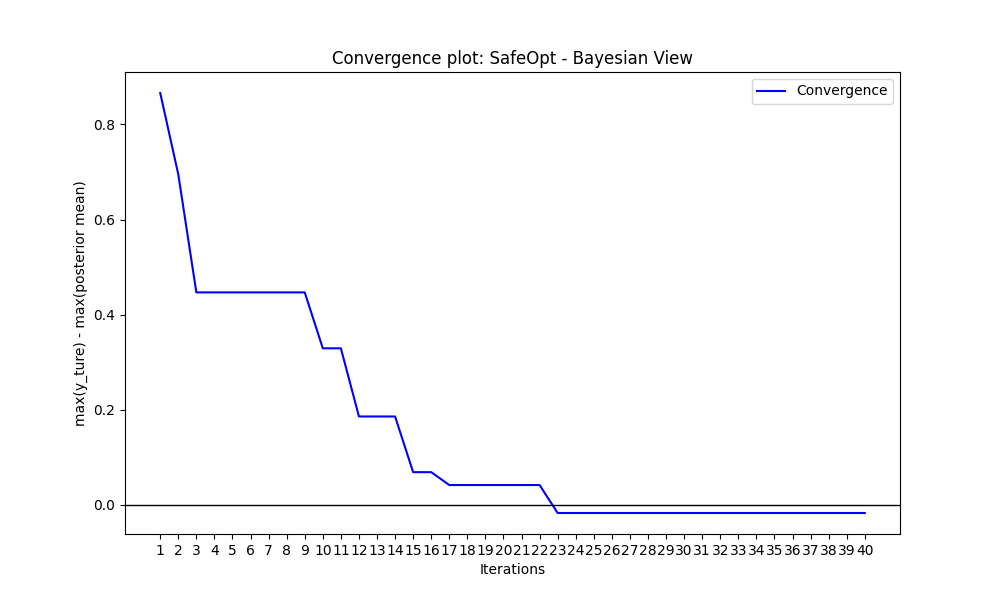 Convergence plot: SafeOpt - Bayesian View
Convergence
max(y_ture) - max(posterior mean)
0.8
0.6
0.4
0.2
0.0
1 2 3 4 5 6 7 8 9 10 11 12 13 14 15 16 17 18 19 20 21 22 23 24 25 26 27 28 29 30 31 32 33 34 35 36 37 38 39 40
Iterations